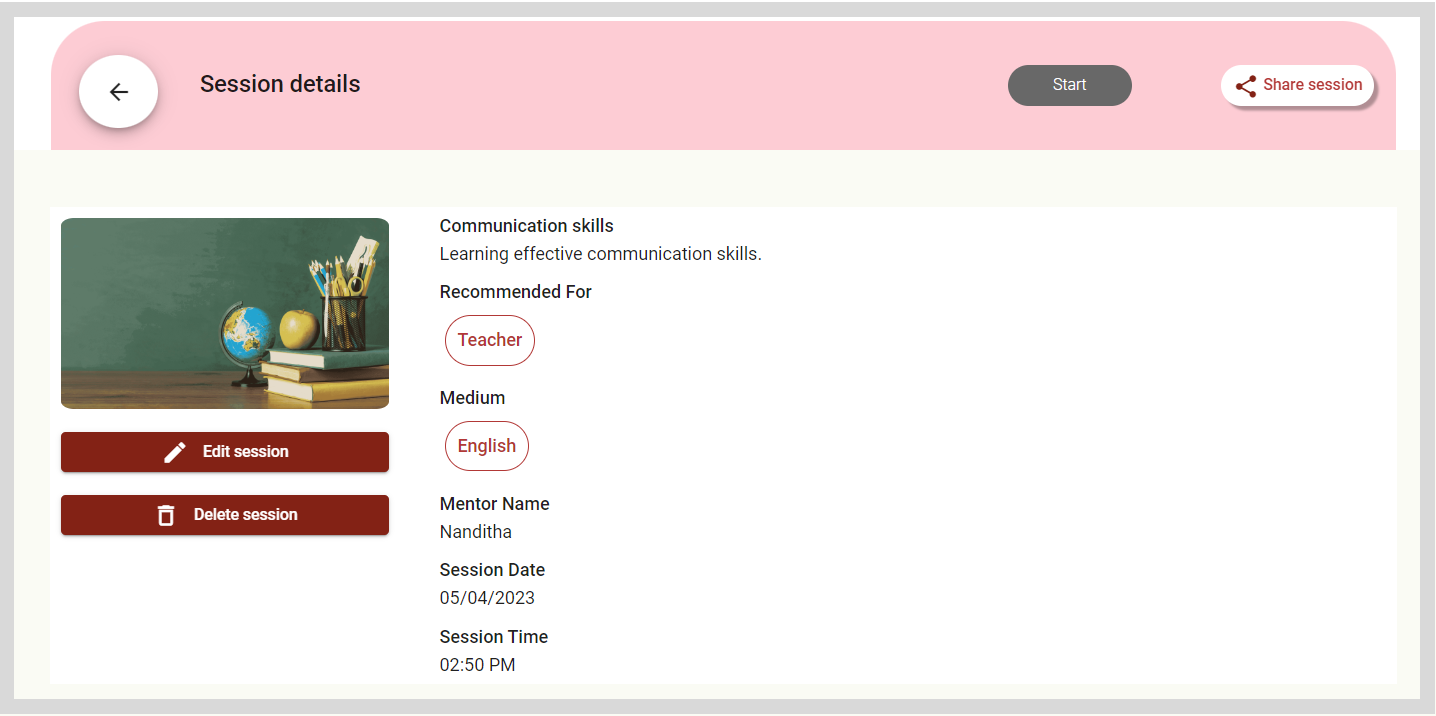 Session details
Start
Share session
Communication skills
Learning effective communication skills.
Recommended For
Teacher
Medium
English
Edit session
Delete session
Mentor Name
Nanditha
Session Date
05/04/2023
Session Time
02:50 PM